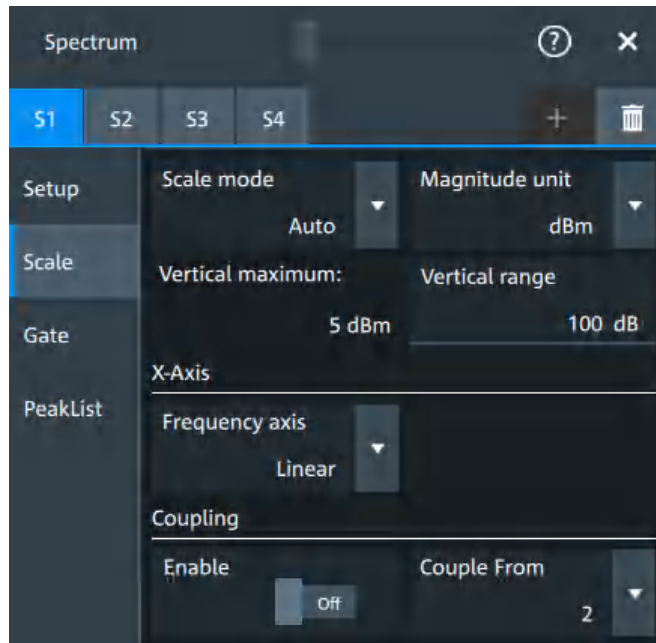 Spectrum
?
S1 S2 S3 S4 +
Setup
Scale
Gate
PeakList
Scale mode
Auto
Magnitude unit
dBm
Vertical maximum:
5 dBm
Vertical range
100 dB
X-Axis
Frequency axis
Linear
Coupling
Enable
Off
Couple From
2